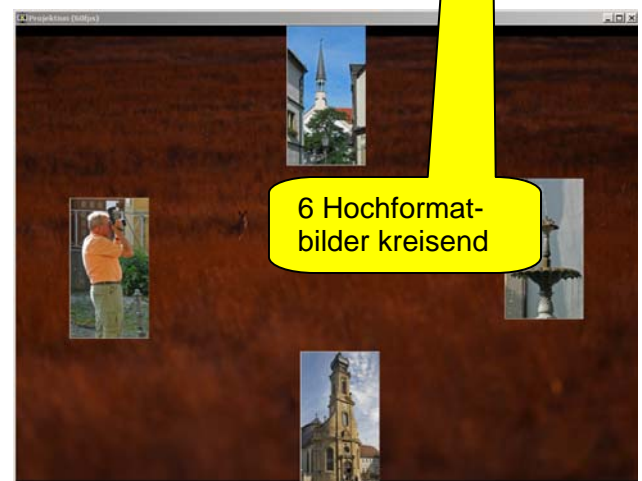 Projektion (60fps)
6 Hochformat-
bilder kreisend